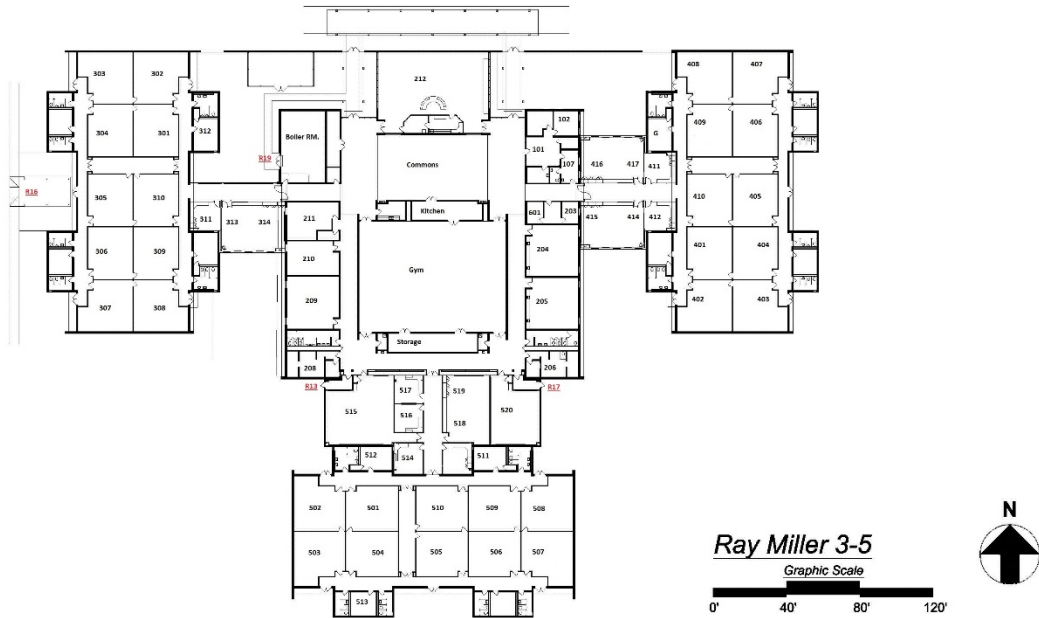 212
303 302
408 407
102
Boiler RM.
304 301 312
101
G 409 406
R19
Commons
107
416 417 411
R16
305 310
410 405
311 313 314
211
Kitchen
601 203
415 414 412
306 309
210
Gym
204
401 404
307 308
209
205
402 403
Storage
208
206
R13
R17
517
519
515
516
518
520
512
514
511
502 501 510 509 508
503 504 505 506 507
513
N
Ray Miller 3-5
Graphic Scale
0' 40' 80' 120'